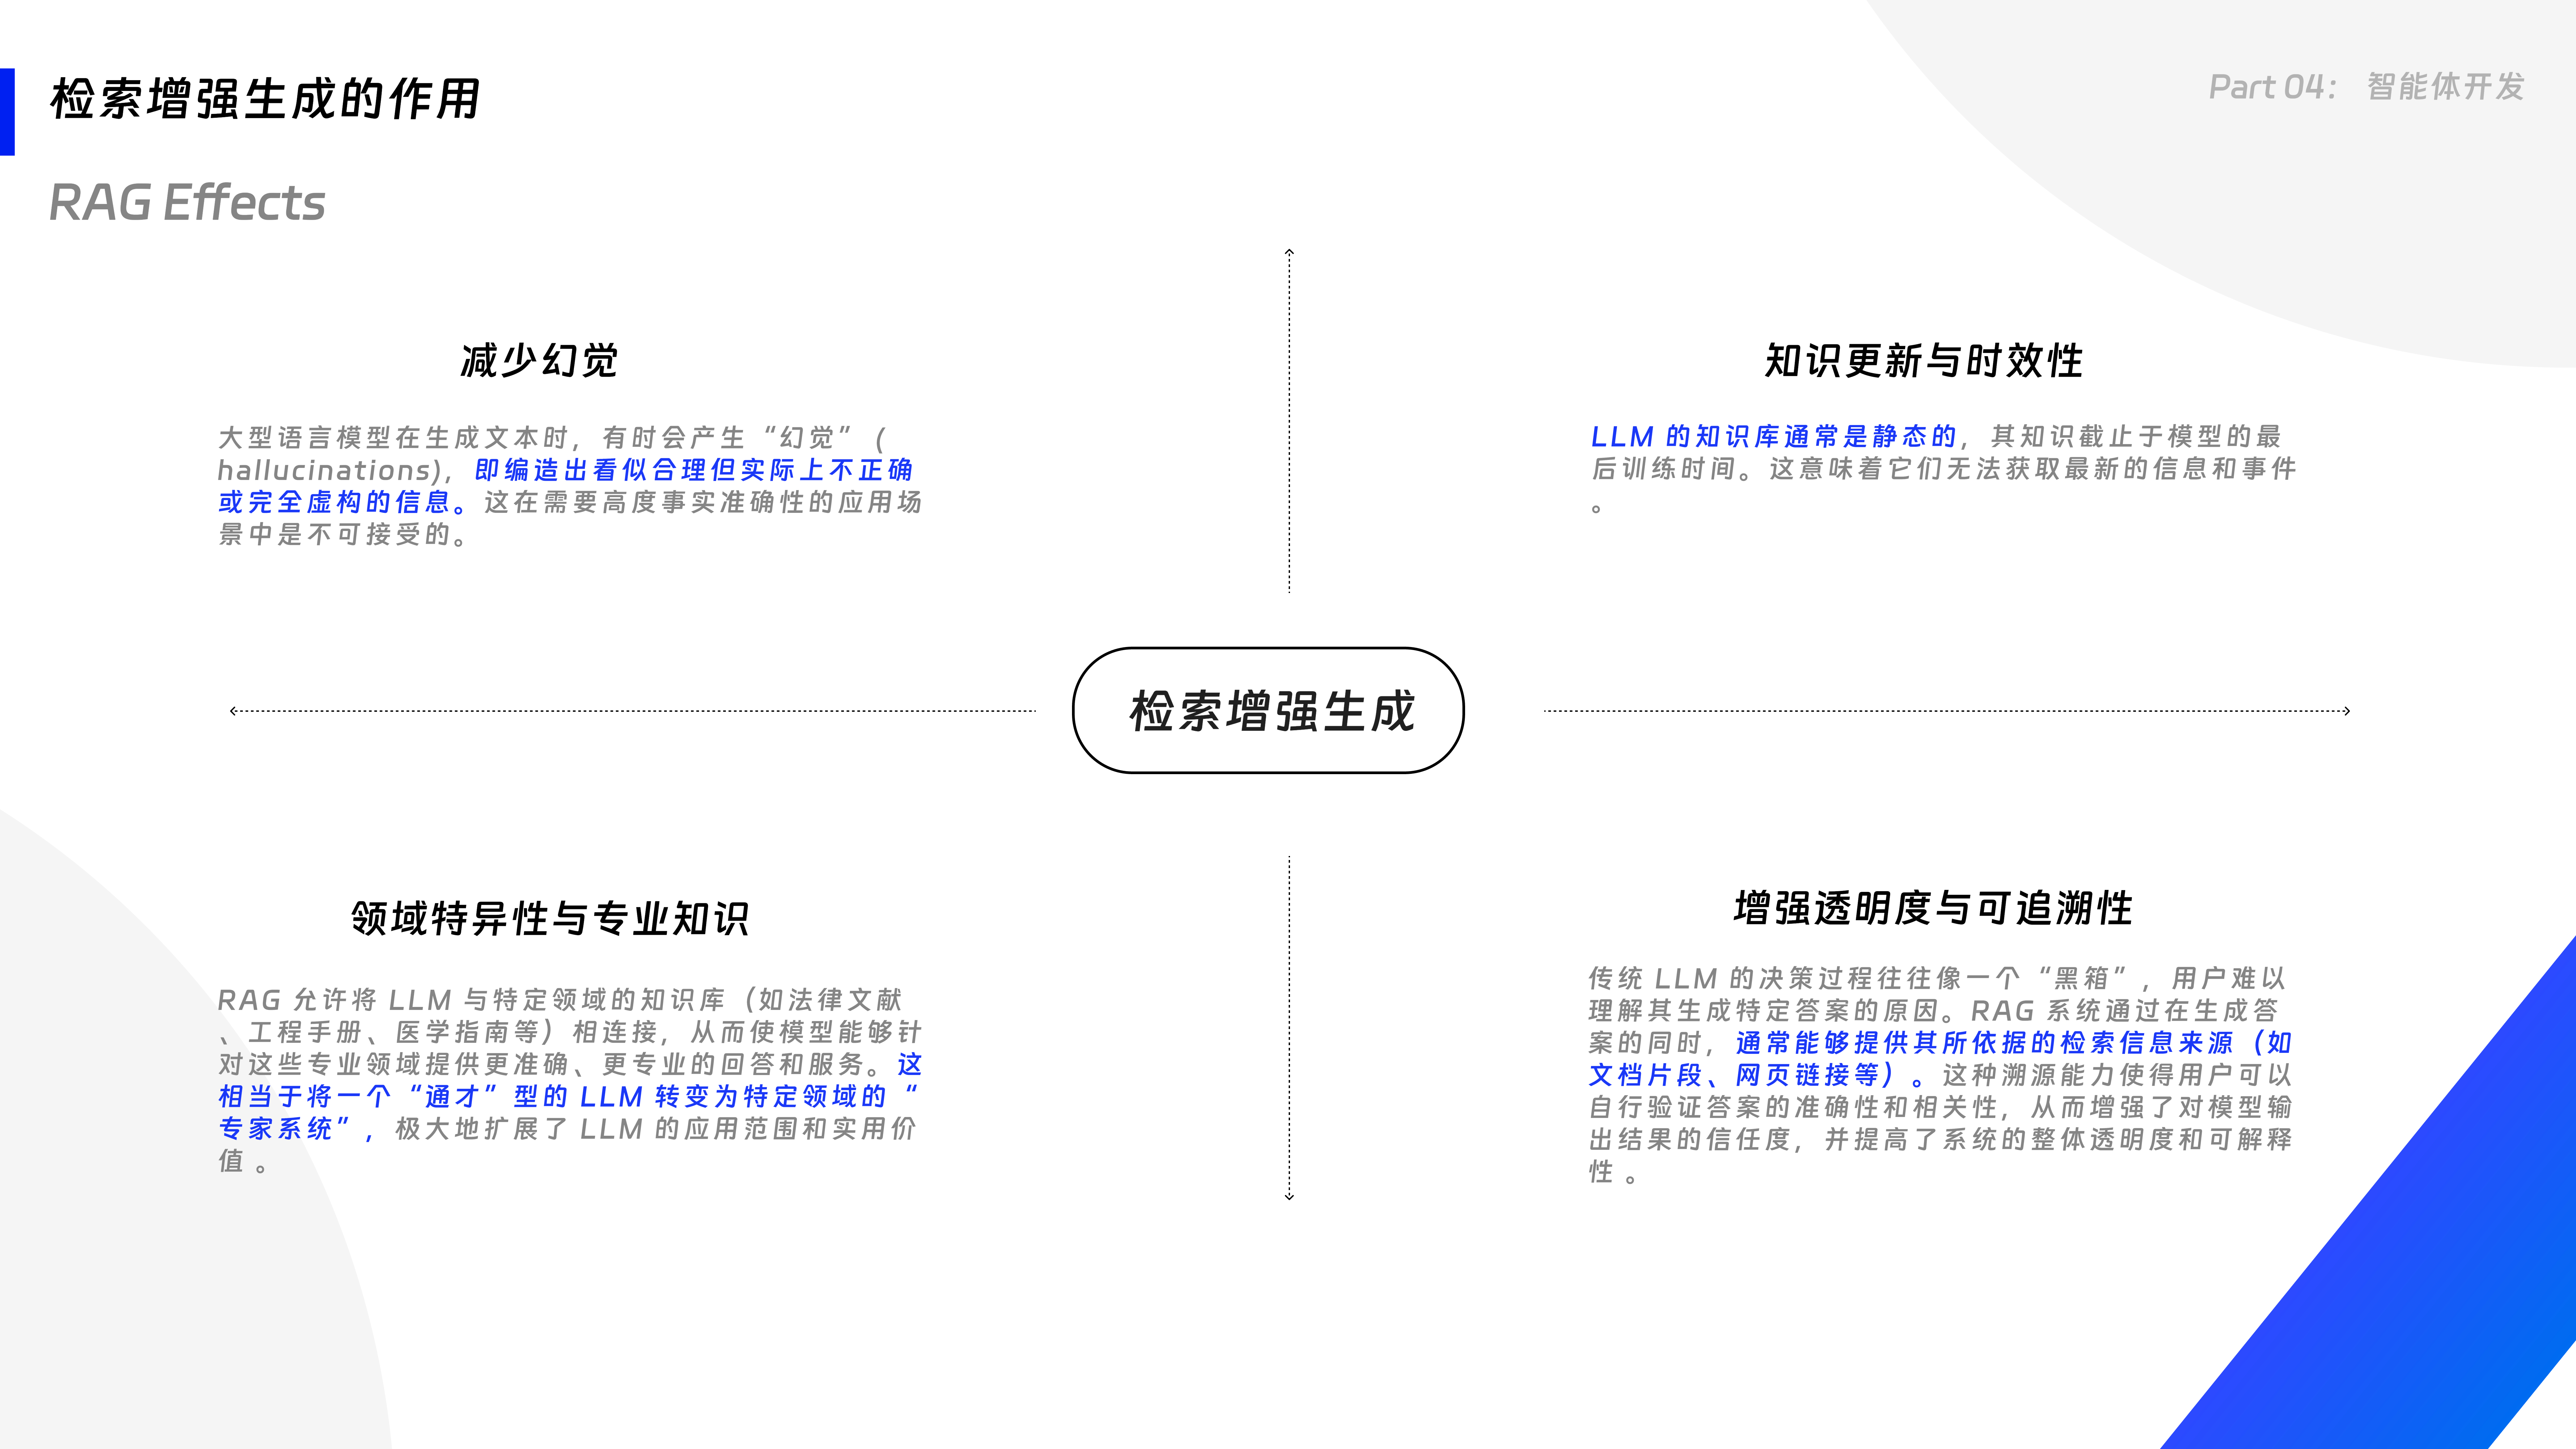 检索增强生成的作用
Part 04： 智能体开发
RAG Effects
减少幻觉
大型语言模型在生成文本时，有时会产生“幻觉”（
hallucinations)，即编造出看似合理但实际上不正确
或完全虚构的信息。这在需要高度事实准确性的应用场
景中是不可接受的。
知识更新与时效性
LLM 的知识库通常是静态的，其知识截止于模型的最
后训练时间。这意味着它们无法获取最新的信息和事件
。
检索增强生成
领域特异性与专业知识
RAG 允许将 LLM 与特定领域的知识库（如法律文献
、工程手册、医学指南等）相连接，从而使模型能够针
对这些专业领域提供更准确、更专业的回答和服务。这
相当于将一个“通才”型的 LLM 转变为特定领域的“
专家系统”，极大地扩展了 LLM 的应用范围和实用价
值 。
增强透明度与可追溯性
传统 LLM 的决策过程往往像一个“黑箱”，用户难以
理解其生成特定答案的原因。RAG 系统通过在生成答
案的同时，通常能够提供其所依据的检索信息来源（如
文档片段、网页链接等）。这种溯源能力使得用户可以
自行验证答案的准确性和相关性，从而增强了对模型输
出结果的信任度，并提高了系统的整体透明度和可解释
性 。